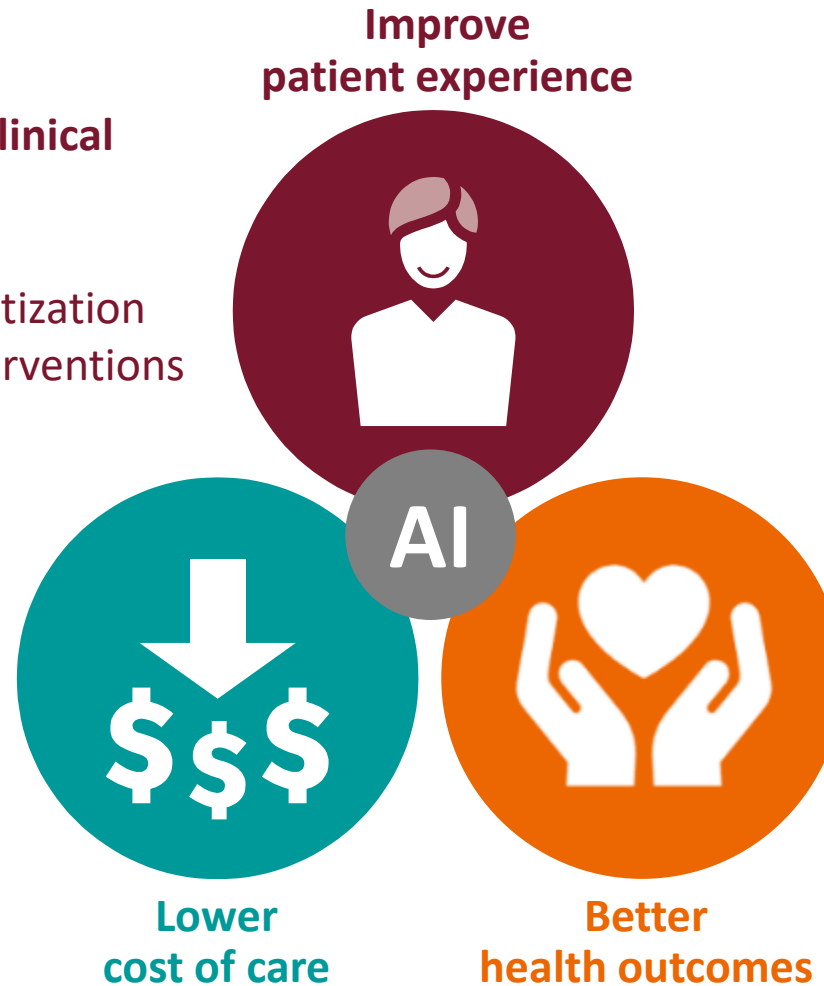 Improve
patient experience
linical
tization
rventions
AI
$$$
Lower
cost of care
Better
health outcomes